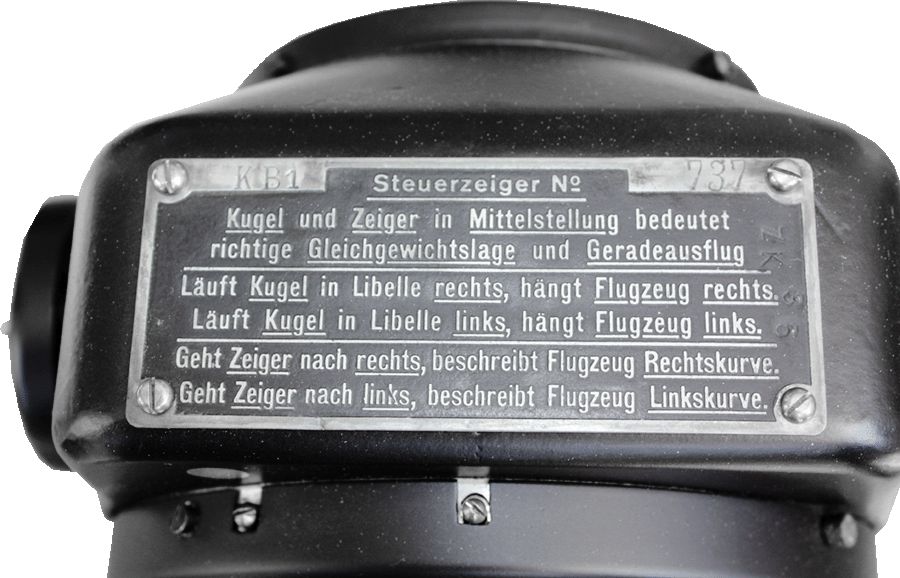 KB1 Steuerzeiger Nº 737
Kugel und Zeiger in Mittelstellung bedeutet
richtige Gleichgewichtslage und Geradeausflug
Läuft Kugel in Libelle rechts, hängt Flugzeug rechts.
Läuft Kugel in Libelle links, hängt Flugzeug links.
Geht Zeiger nach rechts, beschreibt Flugzeug Rechtskurve.
Geht Zeiger nach links, beschreibt Flugzeug Linkskurve.